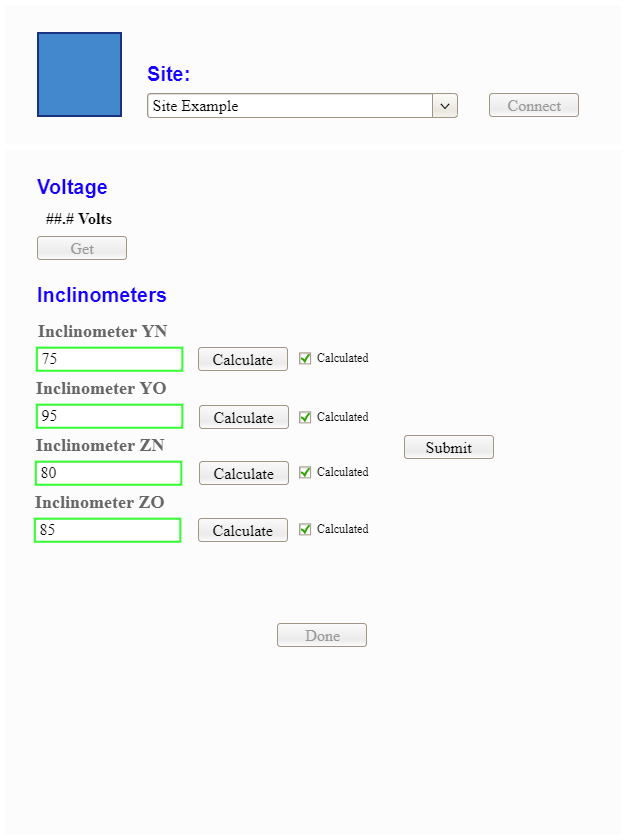 Site:
Site Example
Connect
Voltage
##.# Volts
Get
Inclinometers
Inclinometer YN
75 Calculate Calculated
Inclinometer YO
95 Calculate Calculated
Inclinometer ZN
Submit
80 Calculate Calculated
Inclinometer ZO
85 Calculate Calculated
Done